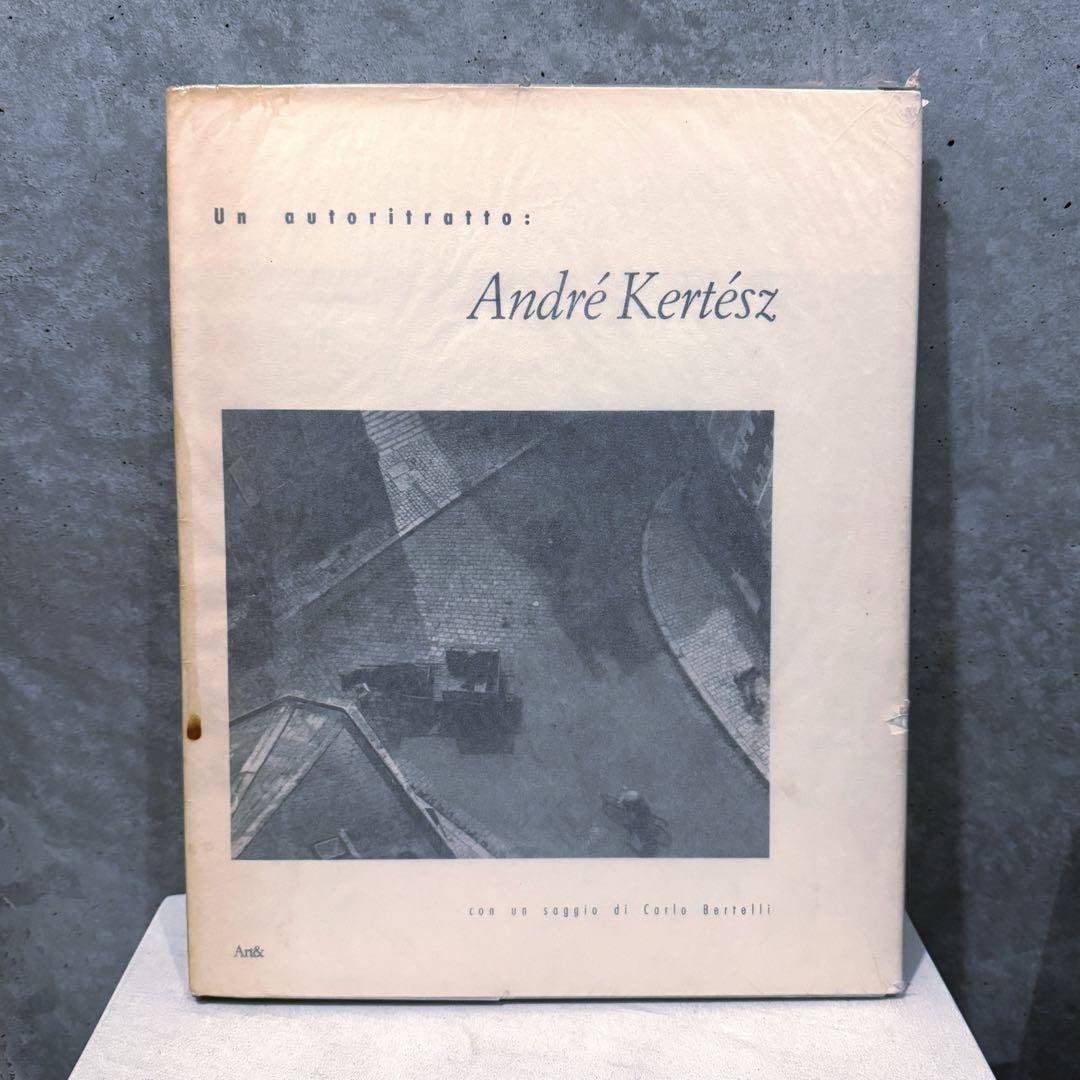 Un autoritratto:
André Kertész
con un saggio di Carlo Bertelli
Art&